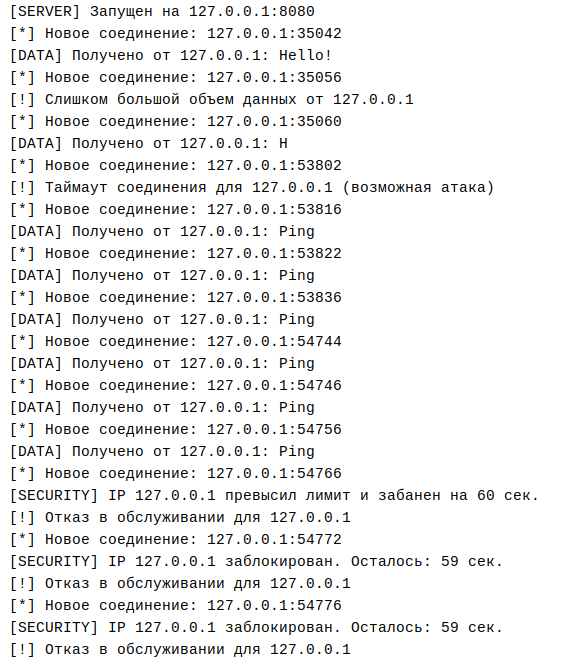 [SERVER] Запущен на 127.0.0.1:8080
[*] Новое соединение: 127.0.0.1:35042
[DATA] Получено от 127.0.0.1: Hello!
[*] Новое соединение: 127.0.0.1:35056
[!] Слишком большой объем данных от 127.0.0.1
[*] Новое соединение: 127.0.0.1:35060
[DATA] Получено от 127.0.0.1: H
[*] Новое соединение: 127.0.0.1:53802
[!] Таймаут соединения для 127.0.0.1 (возможная атака)
[*] Новое соединение: 127.0.0.1:53816
[DATA] Получено от 127.0.0.1: Ping
[*] Новое соединение: 127.0.0.1:53822
[DATA] Получено от 127.0.0.1: Ping
[*] Новое соединение: 127.0.0.1:53836
[DATA] Получено от 127.0.0.1: Ping
[*] Новое соединение: 127.0.0.1:54744
[DATA] Получено от 127.0.0.1: Ping
[*] Новое соединение: 127.0.0.1:54746
[DATA] Получено от 127.0.0.1: Ping
[*] Новое соединение: 127.0.0.1:54756
[DATA] Получено от 127.0.0.1: Ping
[*] Новое соединение: 127.0.0.1:54766
[SECURITY] IP 127.0.0.1 превысил лимит и забанен на 60 сек.
[!] Отказ в обслуживании для 127.0.0.1
[*] Новое соединение: 127.0.0.1:54772
[SECURITY] IP 127.0.0.1 заблокирован. Осталось: 59 сек.
[!] Отказ в обслуживании для 127.0.0.1
[*] Новое соединение: 127.0.0.1:54776
[SECURITY] IP 127.0.0.1 заблокирован. Осталось: 59 сек.
[!] Отказ в обслуживании для 127.0.0.1